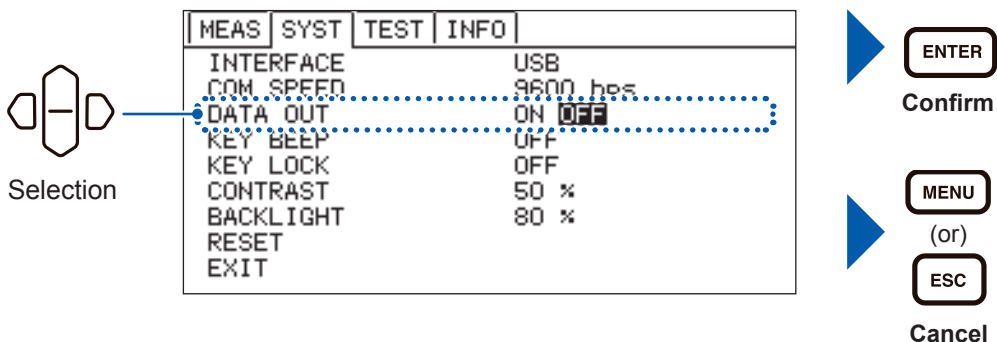 MEAS SYST TEST INFO
INTERFACE USB
COM SPEED 9600 bps
DATA OUT ON OFF
KEY BEEP OFF
KEY LOCK OFF
CONTRAST 50 %
BACKLIGHT 80 %
RESET
EXIT
Selection
ENTER
Confirm
MENU
(or)
ESC
Cancel